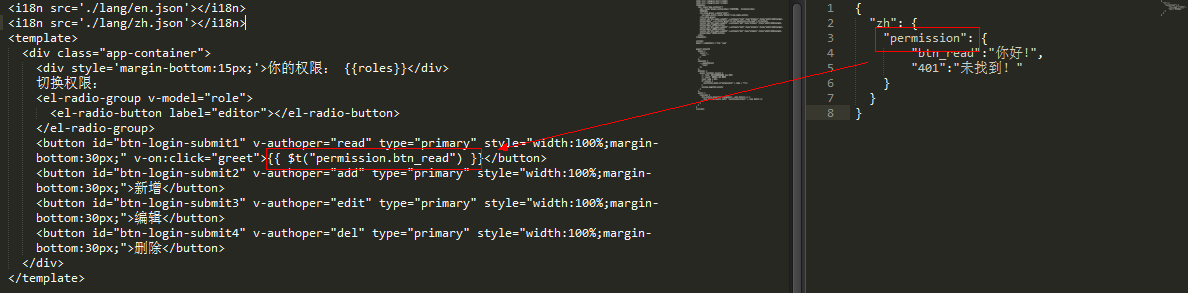 <i18n src='./lang/en.json'></i18n>
<i18n src='./lang/zh.json'></i18n>
<template>
<div class="app-container">
<div style='margin-bottom:15px;'>你的权限： {{roles}}</div>
切换权限：
<el-radio-group v-model="role">
<el-radio-button label="editor"></el-radio-button>
</el-radio-group>
<button id="btn-login-submit1" v-authoper="read" type="primary" style="width:100%;margin-
bottom:30px;" v-on:click="greet">{{ $t("permission.btn_read") }}</button>
<button id="btn-login-submit2" v-authoper="add" type="primary" style="width:100%;margin-
bottom:30px;">新增</button>
<button id="btn-login-submit3" v-authoper="edit" type="primary" style="width:100%;margin-
bottom:30px;">编辑</button>
<button id="btn-login-submit4" v-authoper="del" type="primary" style="width:100%;margin-
bottom:30px;">删除</button>
</div>
</template>
1 {
2 "zh": {
3 "permission": {
4 "btn_read":"你好!",
5 "401":"未找到! "
6 }
7 }
8 }